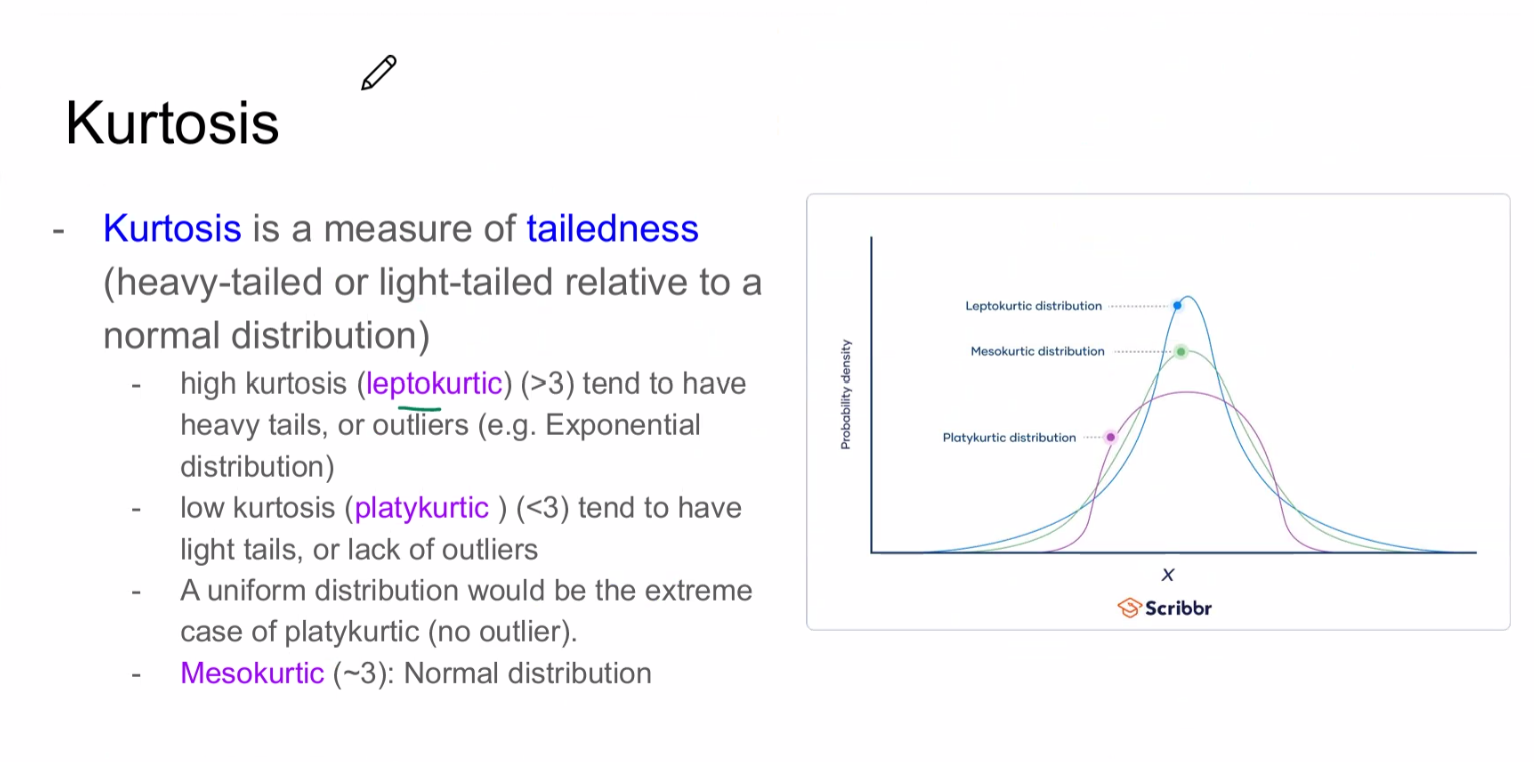 Kurtosis
- Kurtosis is a measure of tailedness
(heavy-tailed or light-tailed relative to a
normal distribution)
- high kurtosis (leptokurtic) (>3) tend to have
heavy tails, or outliers (e.g. Exponential
distribution)
- low kurtosis (platykurtic ) (<3) tend to have
light tails, or lack of outliers
- A uniform distribution would be the extreme
case of platykurtic (no outlier).
- Mesokurtic (~3): Normal distribution
Leptokurtic distribution
Mesokurtic distribution
Platykurtic distribution
Probability density
X
Scribbr